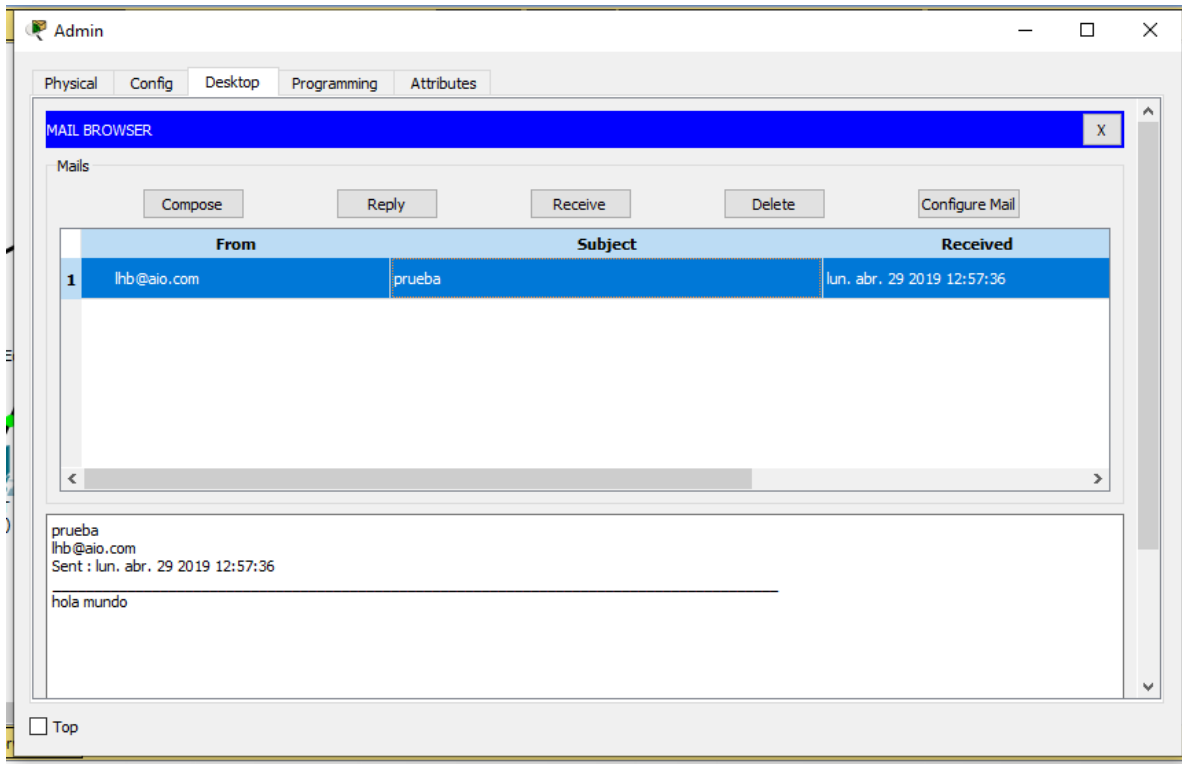 Admin
Physical Config Desktop Programming Attributes
MAIL BROWSER X
Mails
Compose Reply Receive Delete Configure Mail
From Subject Received
1 lhb@aio.com prueba lun. abr. 29 2019 12:57:36
prueba
lhb@aio.com
Sent : lun. abr. 29 2019 12:57:36
hola mundo
Top